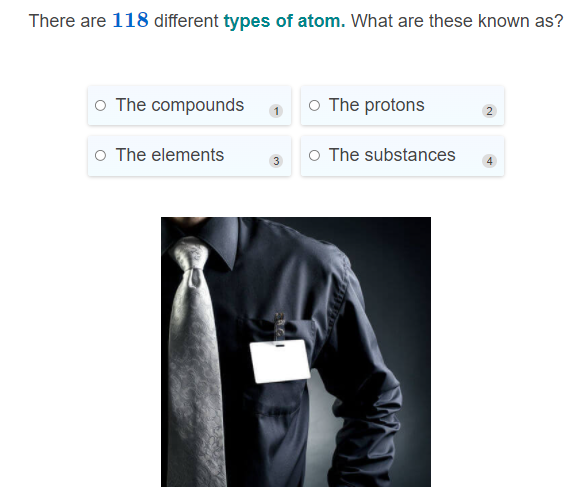 There are 118 different types of atom. What are these known as?
The compounds 1
The protons 2
The elements 3
The substances 4